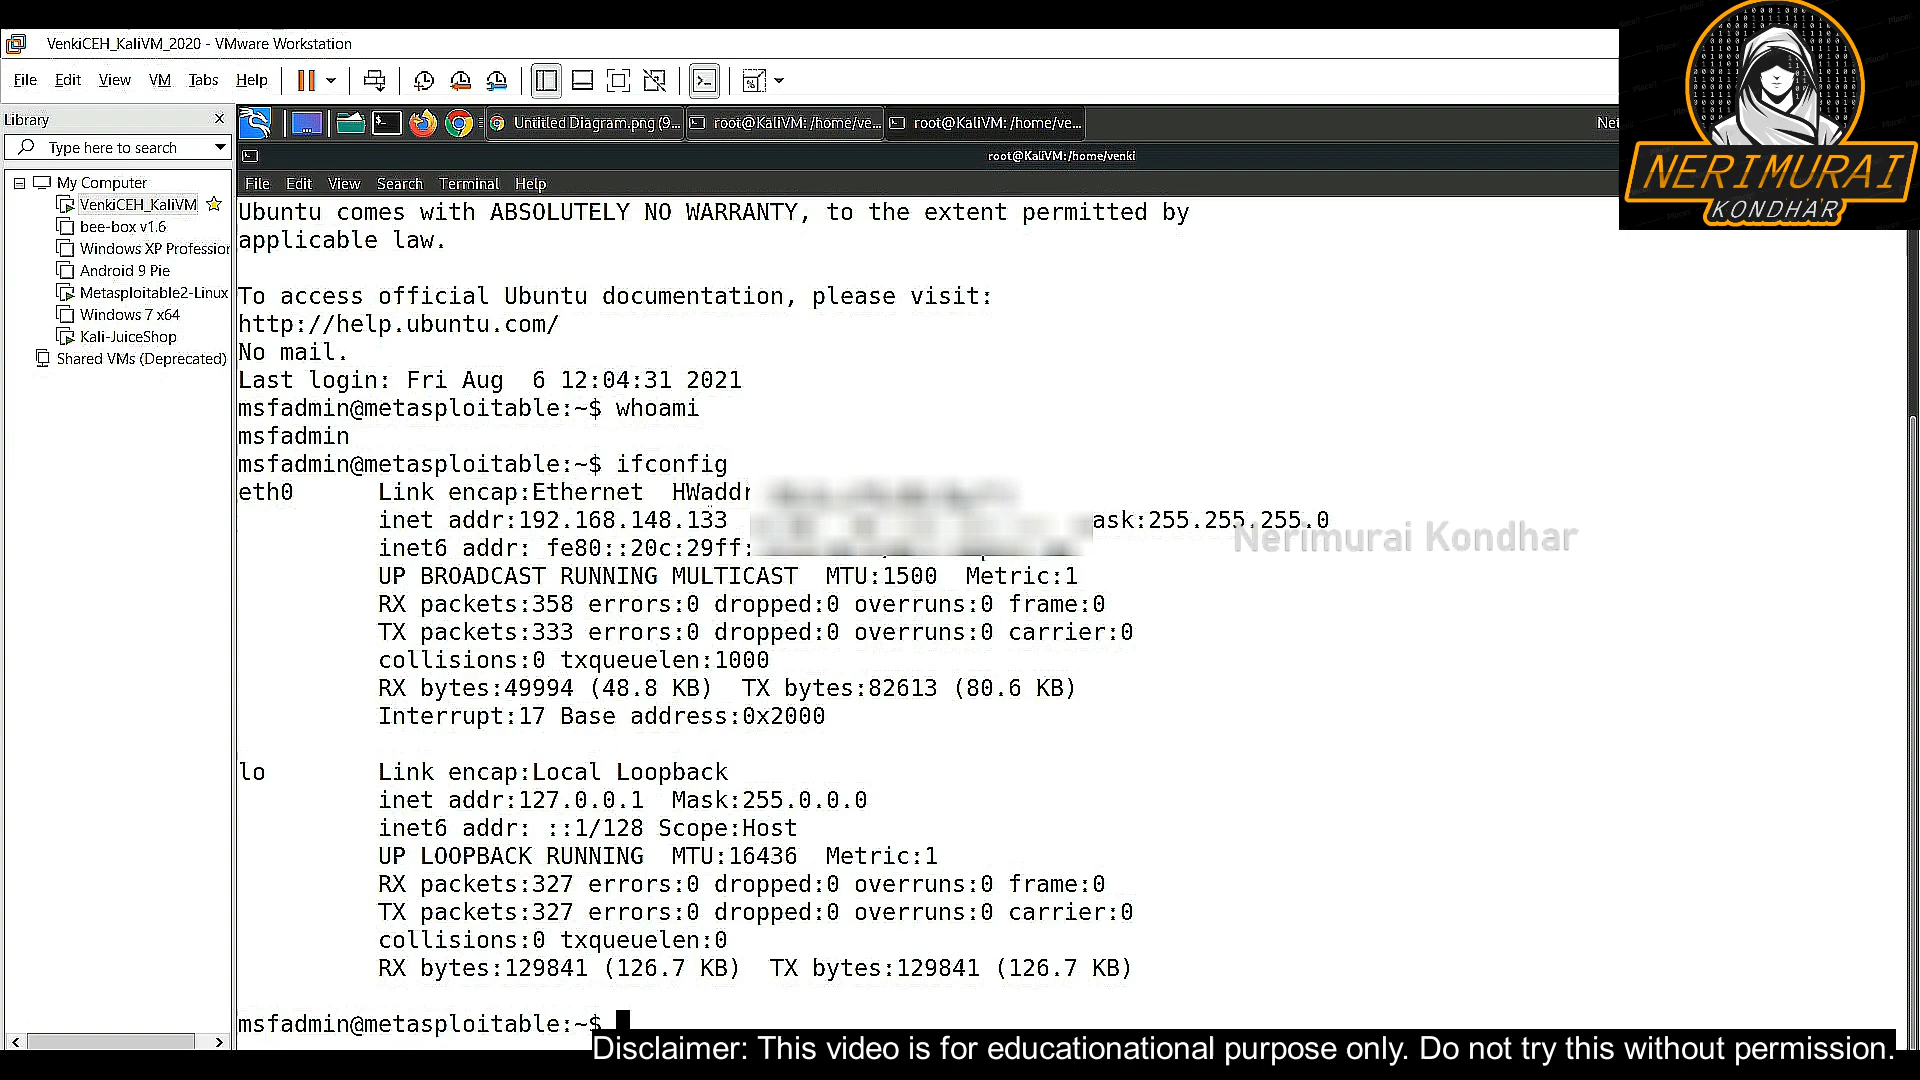 VenkiCEH_KaliVM_2020 - VMware Workstation
File Edit View VM Tabs Help
Library
Type here to search
My Computer
VenkiCEH_KaliVM
bee-box v1.6
Windows XP Profession
Android 9 Pie
Metasploitable2-Linux
Windows 7 x64
Kali-JuiceShop
Shared VMs (Deprecated)
Untitled Diagram.png (9... root@KaliVM: /home/ve... root@KaliVM: /home/ve...
root@KaliVM: /home/venki
File Edit View Search Terminal Help
NERIMURAI
KONDHAR
Ubuntu comes with ABSOLUTELY NO WARRANTY, to the extent permitted by
applicable law.
To access official Ubuntu documentation, please visit:
http://help.ubuntu.com/
No mail.
Last login: Fri Aug  6 12:04:31 2021
msfadmin@metasploitable:~$ whoami
msfadmin
msfadmin@metasploitable:~$ ifconfig
eth0 Link encap:Ethernet HWaddr
inet addr:192.168.148.133 ask:255.255.255.0
inet6 addr: fe80::20c:29ff:
UP BROADCAST RUNNING MULTICAST MTU:1500 Metric:1
RX packets:358 errors:0 dropped:0 overruns:0 frame:0
TX packets:333 errors:0 dropped:0 overruns:0 carrier:0
collisions:0 txqueuelen:1000
RX bytes:49994 (48.8 KB) TX bytes:82613 (80.6 KB)
Interrupt:17 Base address:0x2000
lo Link encap:Local Loopback
inet addr:127.0.0.1 Mask:255.0.0.0
inet6 addr: ::1/128 Scope:Host
UP LOOPBACK RUNNING MTU:16436 Metric:1
RX packets:327 errors:0 dropped:0 overruns:0 frame:0
TX packets:327 errors:0 dropped:0 overruns:0 carrier:0
collisions:0 txqueuelen:0
RX bytes:129841 (126.7 KB) TX bytes:129841 (126.7 KB)
msfadmin@metasploitable:~$
Nerimurai Kondhar
Disclaimer: This video is for educationational purpose only. Do not try this without permission.